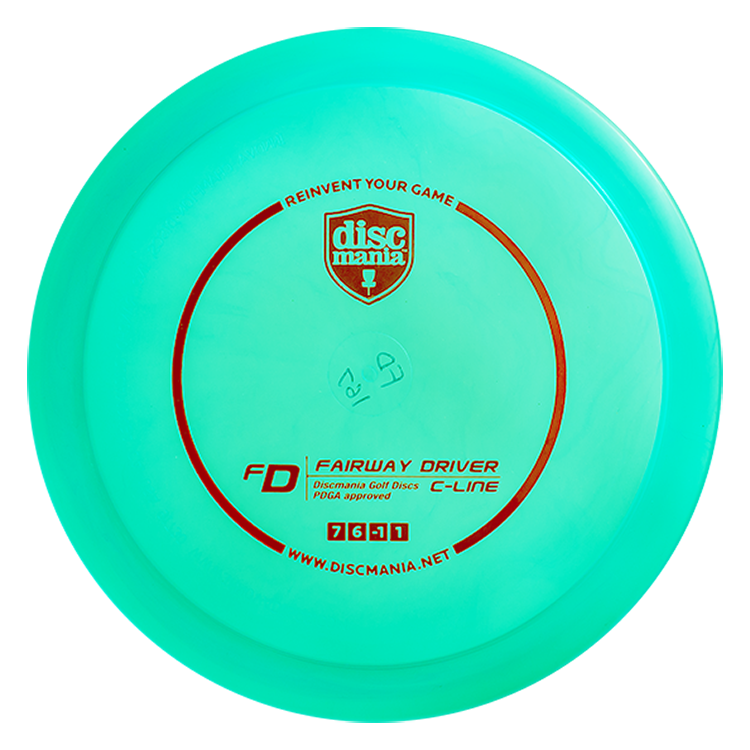 REINVENT YOUR GAME
disc
mania
FD
FAIRWAY DRIVER
Discmania Golf Discs C-LINE
PDGA approved
7 6 -1 1
WWW.DISCMANIA.NET